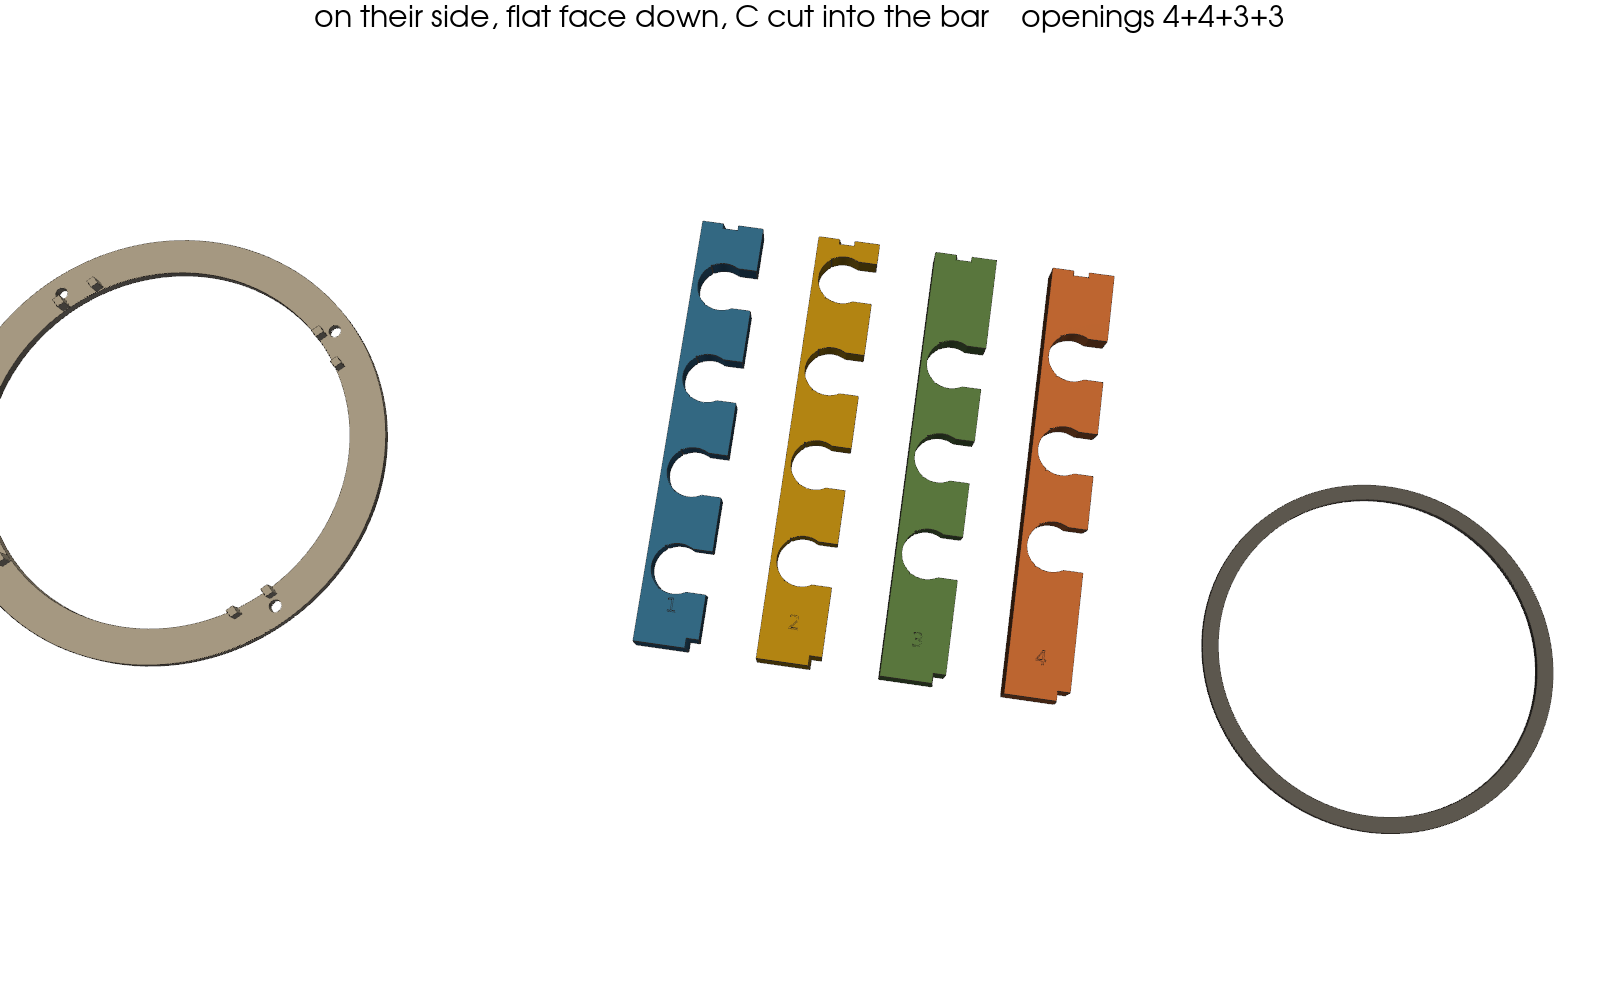 on their side, flat face down, C cut into the bar    openings 4+4+3+3
1
2
3
4